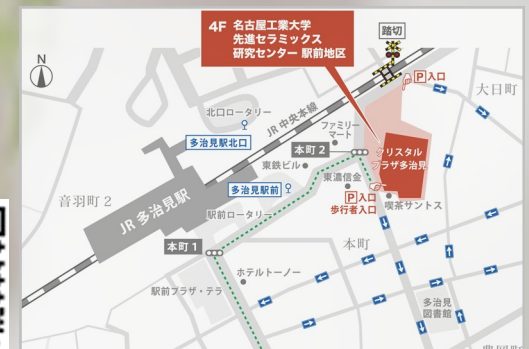 4F 名古屋工業大学
先進セラミックス
研究センター 駅前地区
踏切
N
P入口
大日町
北口ロータリー
JR 中央本線
ファミリー
マート
多治見駅北口
本町 2
クリスタル
プラザ多治見
東鉄ビル
東濃信金
音羽町 2
JR 多治見駅
多治見駅前
P入口
歩行者入口
喫茶サントス
駅前ロータリー
本町
本町 1
ホテルトーノー
駅前プラザ・テラ
多治見
図書館